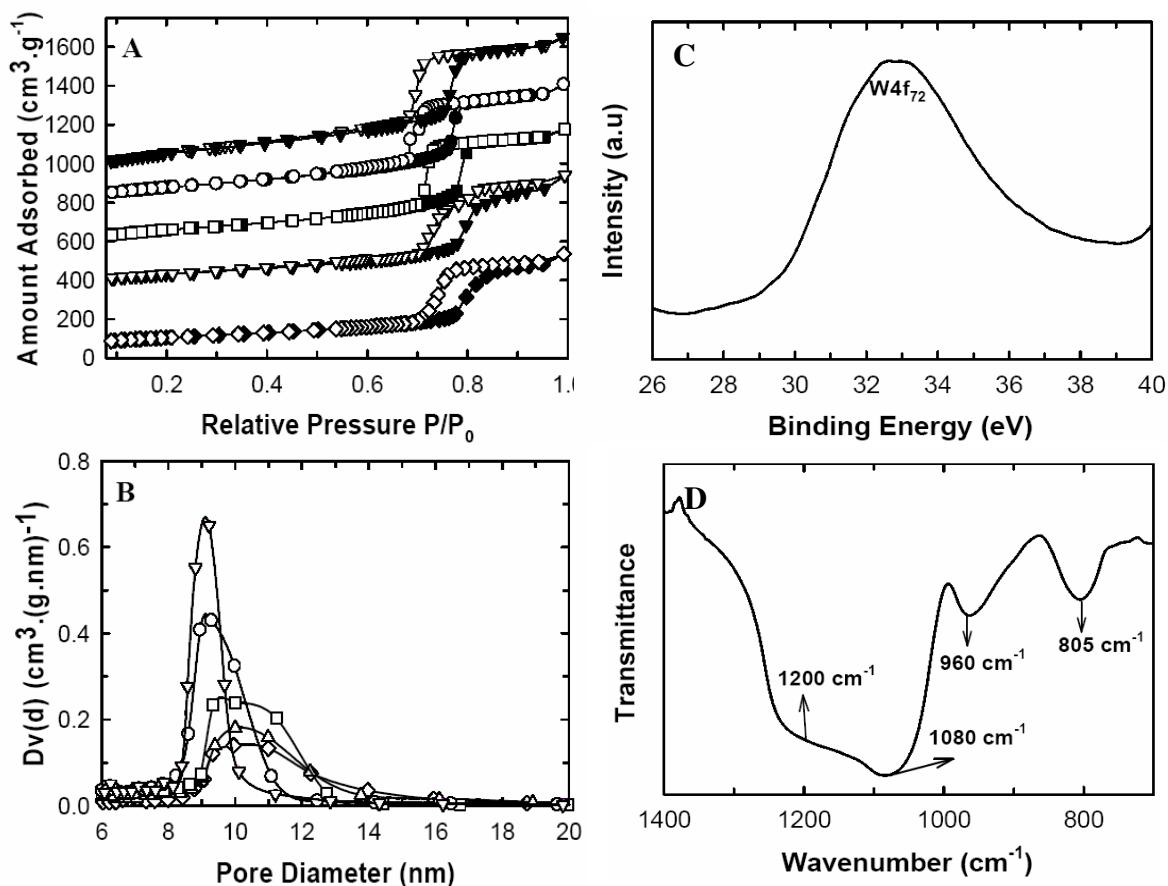 A
Amount Adsorbed (cm³.g⁻¹)
1600
1400
1200
1000
800
600
400
200
0
0.2 0.4 0.6 0.8 1.0
Relative Pressure P/P₀
C
W4f₇₂
Intensity (a.u)
26 28 30 32 34 36 38 40
Binding Energy (eV)
B
Dv(d) (cm³.(g.nm)⁻¹
0.8
0.6
0.4
0.2
0.0
6 8 10 12 14 16 18 20
Pore Diameter (nm)
D
Transmittance
1200 cm⁻¹
960 cm⁻¹
805 cm⁻¹
1080 cm⁻¹
1400 1200 1000 800
Wavenumber (cm⁻¹)